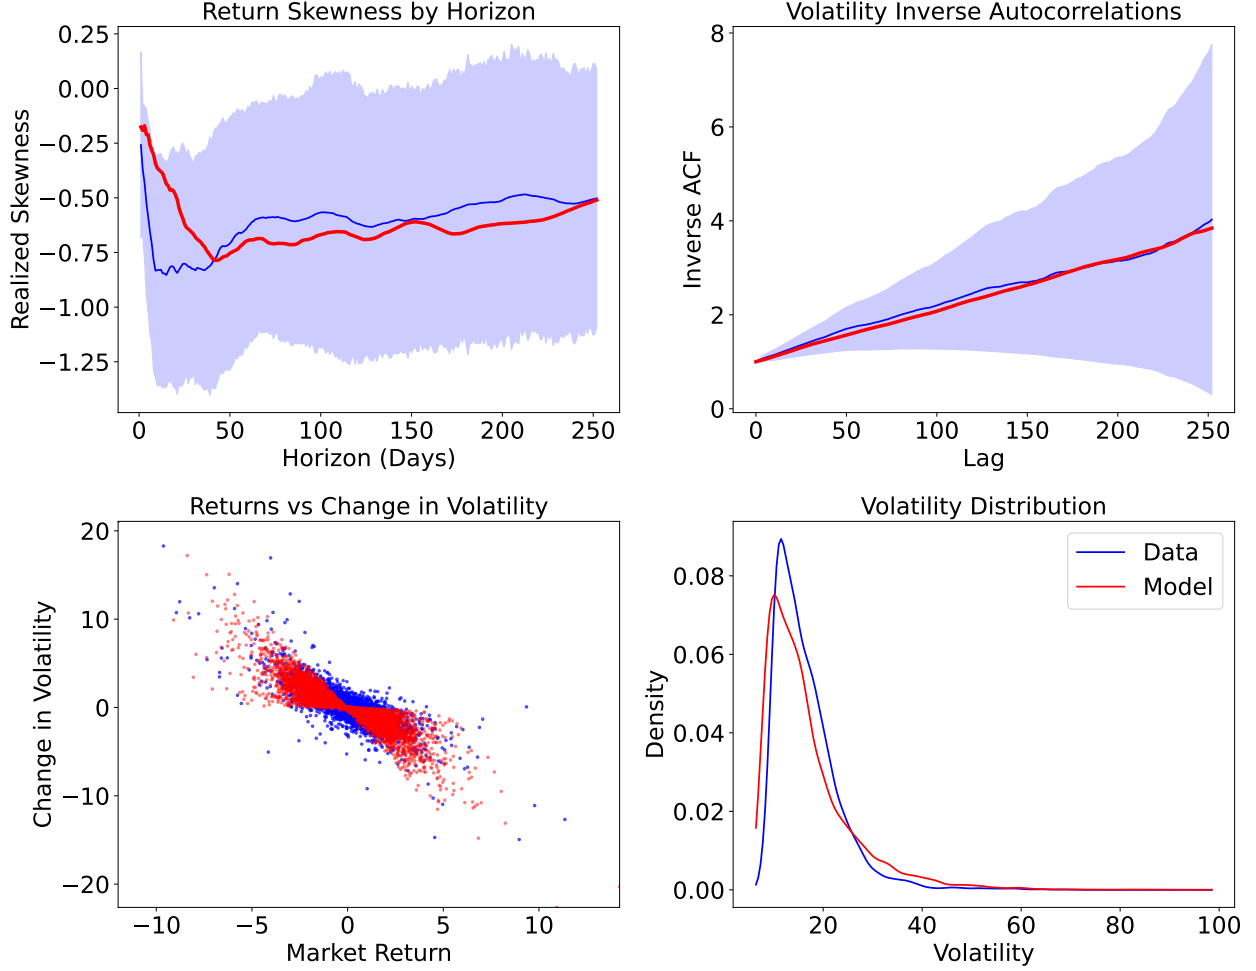 Return Skewness by Horizon
Realized Skewness
0.25
0.00
−0.25
−0.50
−0.75
−1.00
−1.25
0 50 100 150 200 250
Horizon (Days)
Volatility Inverse Autocorrelations
Inverse ACF
8
6
4
2
0
0 50 100 150 200 250
Lag
Returns vs Change in Volatility
Change in Volatility
20
10
0
−10
−20
−10 −5 0 5 10
Market Return
Volatility Distribution
Density
0.08
0.06
0.04
0.02
0.00
Data
Model
20 40 60 80 100
Volatility